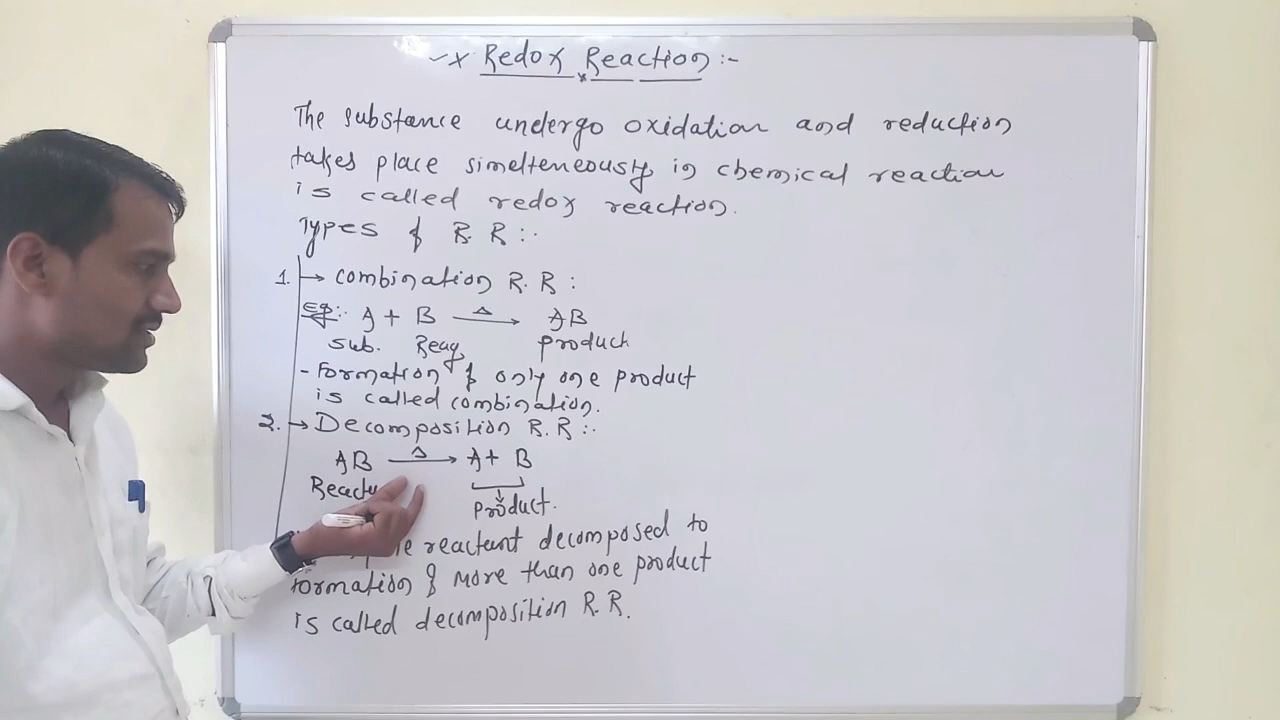 Redox Reaction :-
The substance undergo oxidation and reduction
takes place simelteneously in chemical reaction
is called redox reaction.
Types of R.R :-
1. → combination R.R :
Eg:- A + B —Δ→ AB
sub. Reag product
- Formation of only one product
is called combination.
2. → Decomposition R.R :-
AB —Δ→ A + B
product.
reactant decomposed to
formation of more than one product
is called decomposition R.R.